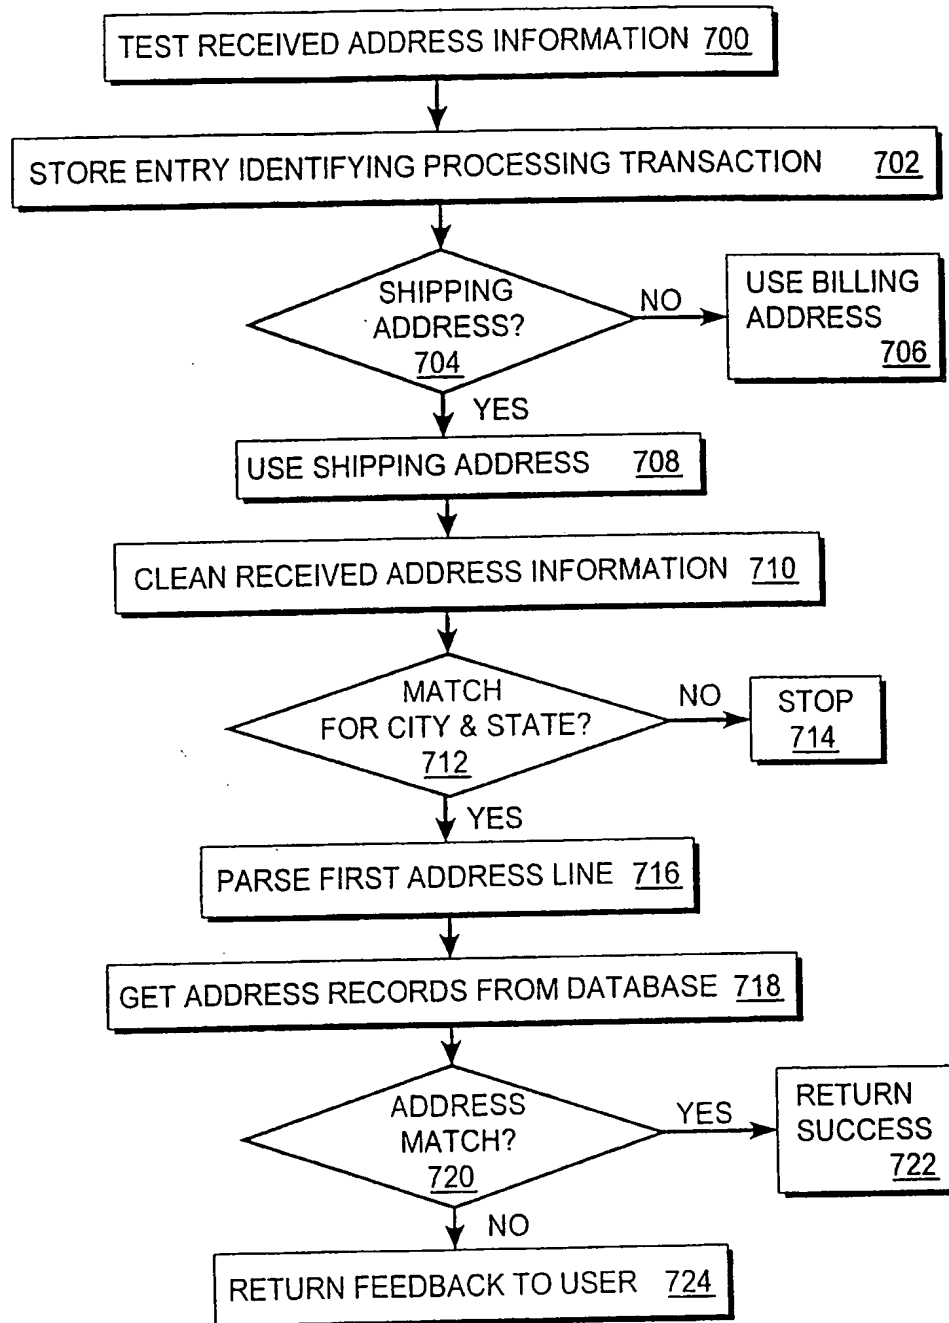 TEST RECEIVED ADDRESS INFORMATION 700
STORE ENTRY IDENTIFYING PROCESSING TRANSACTION 702
SHIPPING
ADDRESS?
704
NO
USE BILLING
ADDRESS
706
YES
USE SHIPPING ADDRESS 708
CLEAN RECEIVED ADDRESS INFORMATION 710
MATCH
FOR CITY & STATE?
712
NO
STOP
714
YES
PARSE FIRST ADDRESS LINE 716
GET ADDRESS RECORDS FROM DATABASE 718
ADDRESS
MATCH?
720
YES
RETURN
SUCCESS
722
NO
RETURN FEEDBACK TO USER 724